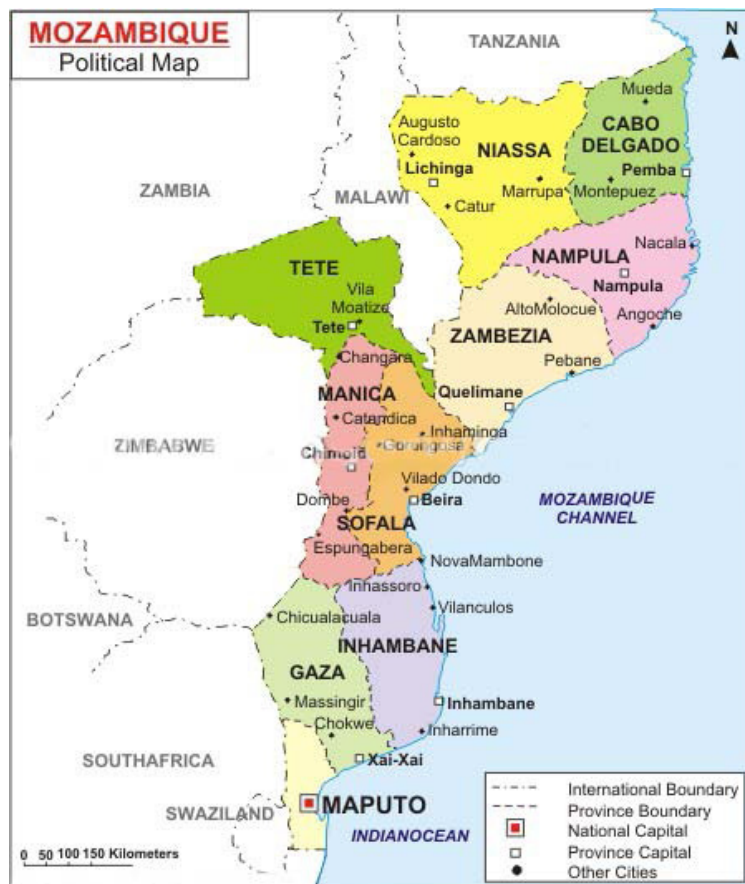 MOZAMBIQUE
Political Map
N
TANZANIA
Mueda
CABO
DELGADO
Augusto
Cardoso
NIASSA
Lichinga
Pemba
Marrupa
Montepuez
ZAMBIA
MALAWI
Catur
NAMPULA
Nacala
Nampula
TETE
Vila
Moatize
AltoMolocue
Angoche
Tete
ZAMBEZIA
Changara
Pebane
MANICA
Quelimane
Catandica
Inhaminga
ZIMBABWE
Gorungosa
Chimoio
Vilado Dondo
Dombe
Beira
MOZAMBIQUE
CHANNEL
SOFALA
Espungabera
NovaMambone
Inhassoro
BOTSWANA
Chicualacuala
Vilanculos
INHAMBANE
GAZA
Massingir
Inhambane
Chokwe
Inharrime
SOUTHAFRICA
Xai-Xai
SWAZILAND
MAPUTO
INDIANOCEAN
International Boundary
Province Boundary
National Capital
Province Capital
Other Cities
0 50 100 150 Kilometers